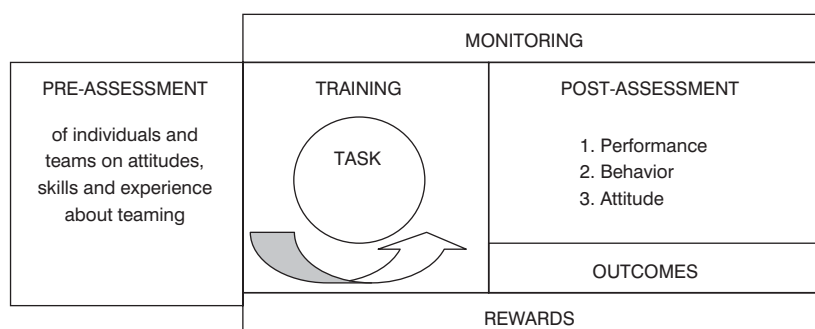 MONITORING
PRE-ASSESSMENT
of individuals and
teams on attitudes,
skills and experience
about teaming
TRAINING
TASK
POST-ASSESSMENT
1. Performance
2. Behavior
3. Attitude
OUTCOMES
REWARDS